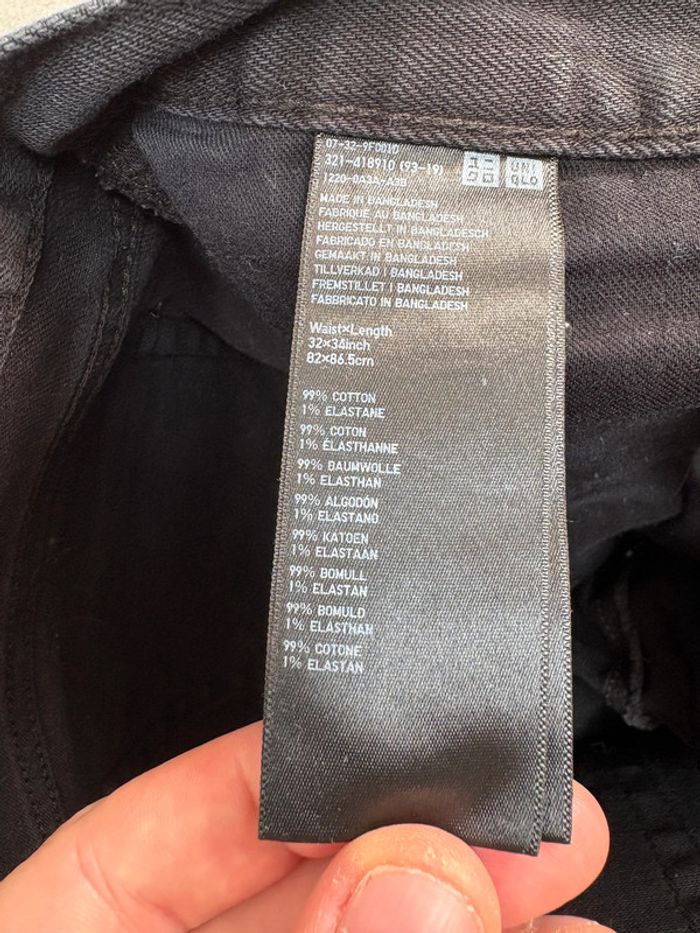 07-32-9F001D
321-418910 (93-19)
1220-0A3A-A3B
UNI
QLO
MADE IN BANGLADESH
FABRIQUE AU BANGLADESH
HERGESTELLT IN BANGLADESCH
FABRICADO EN BANGLADESH
GEMAAKT IN BANGLADESH
TILLVERKAD I BANGLADESH
FREMSTILLET I BANGLADESH
FABBRICATO IN BANGLADESH
Waist×Length
32×34inch
82×86.5cm
99% COTTON
1% ELASTANE
99% COTON
1% ÉLASTHANNE
99% BAUMWOLLE
1% ELASTHAN
99% ALGODÓN
1% ELASTANO
99% KATOEN
1% ELASTAAN
99% BOMULL
1% ELASTAN
99% BOMULD
1% ELASTHAN
99% COTONE
1% ELASTAN